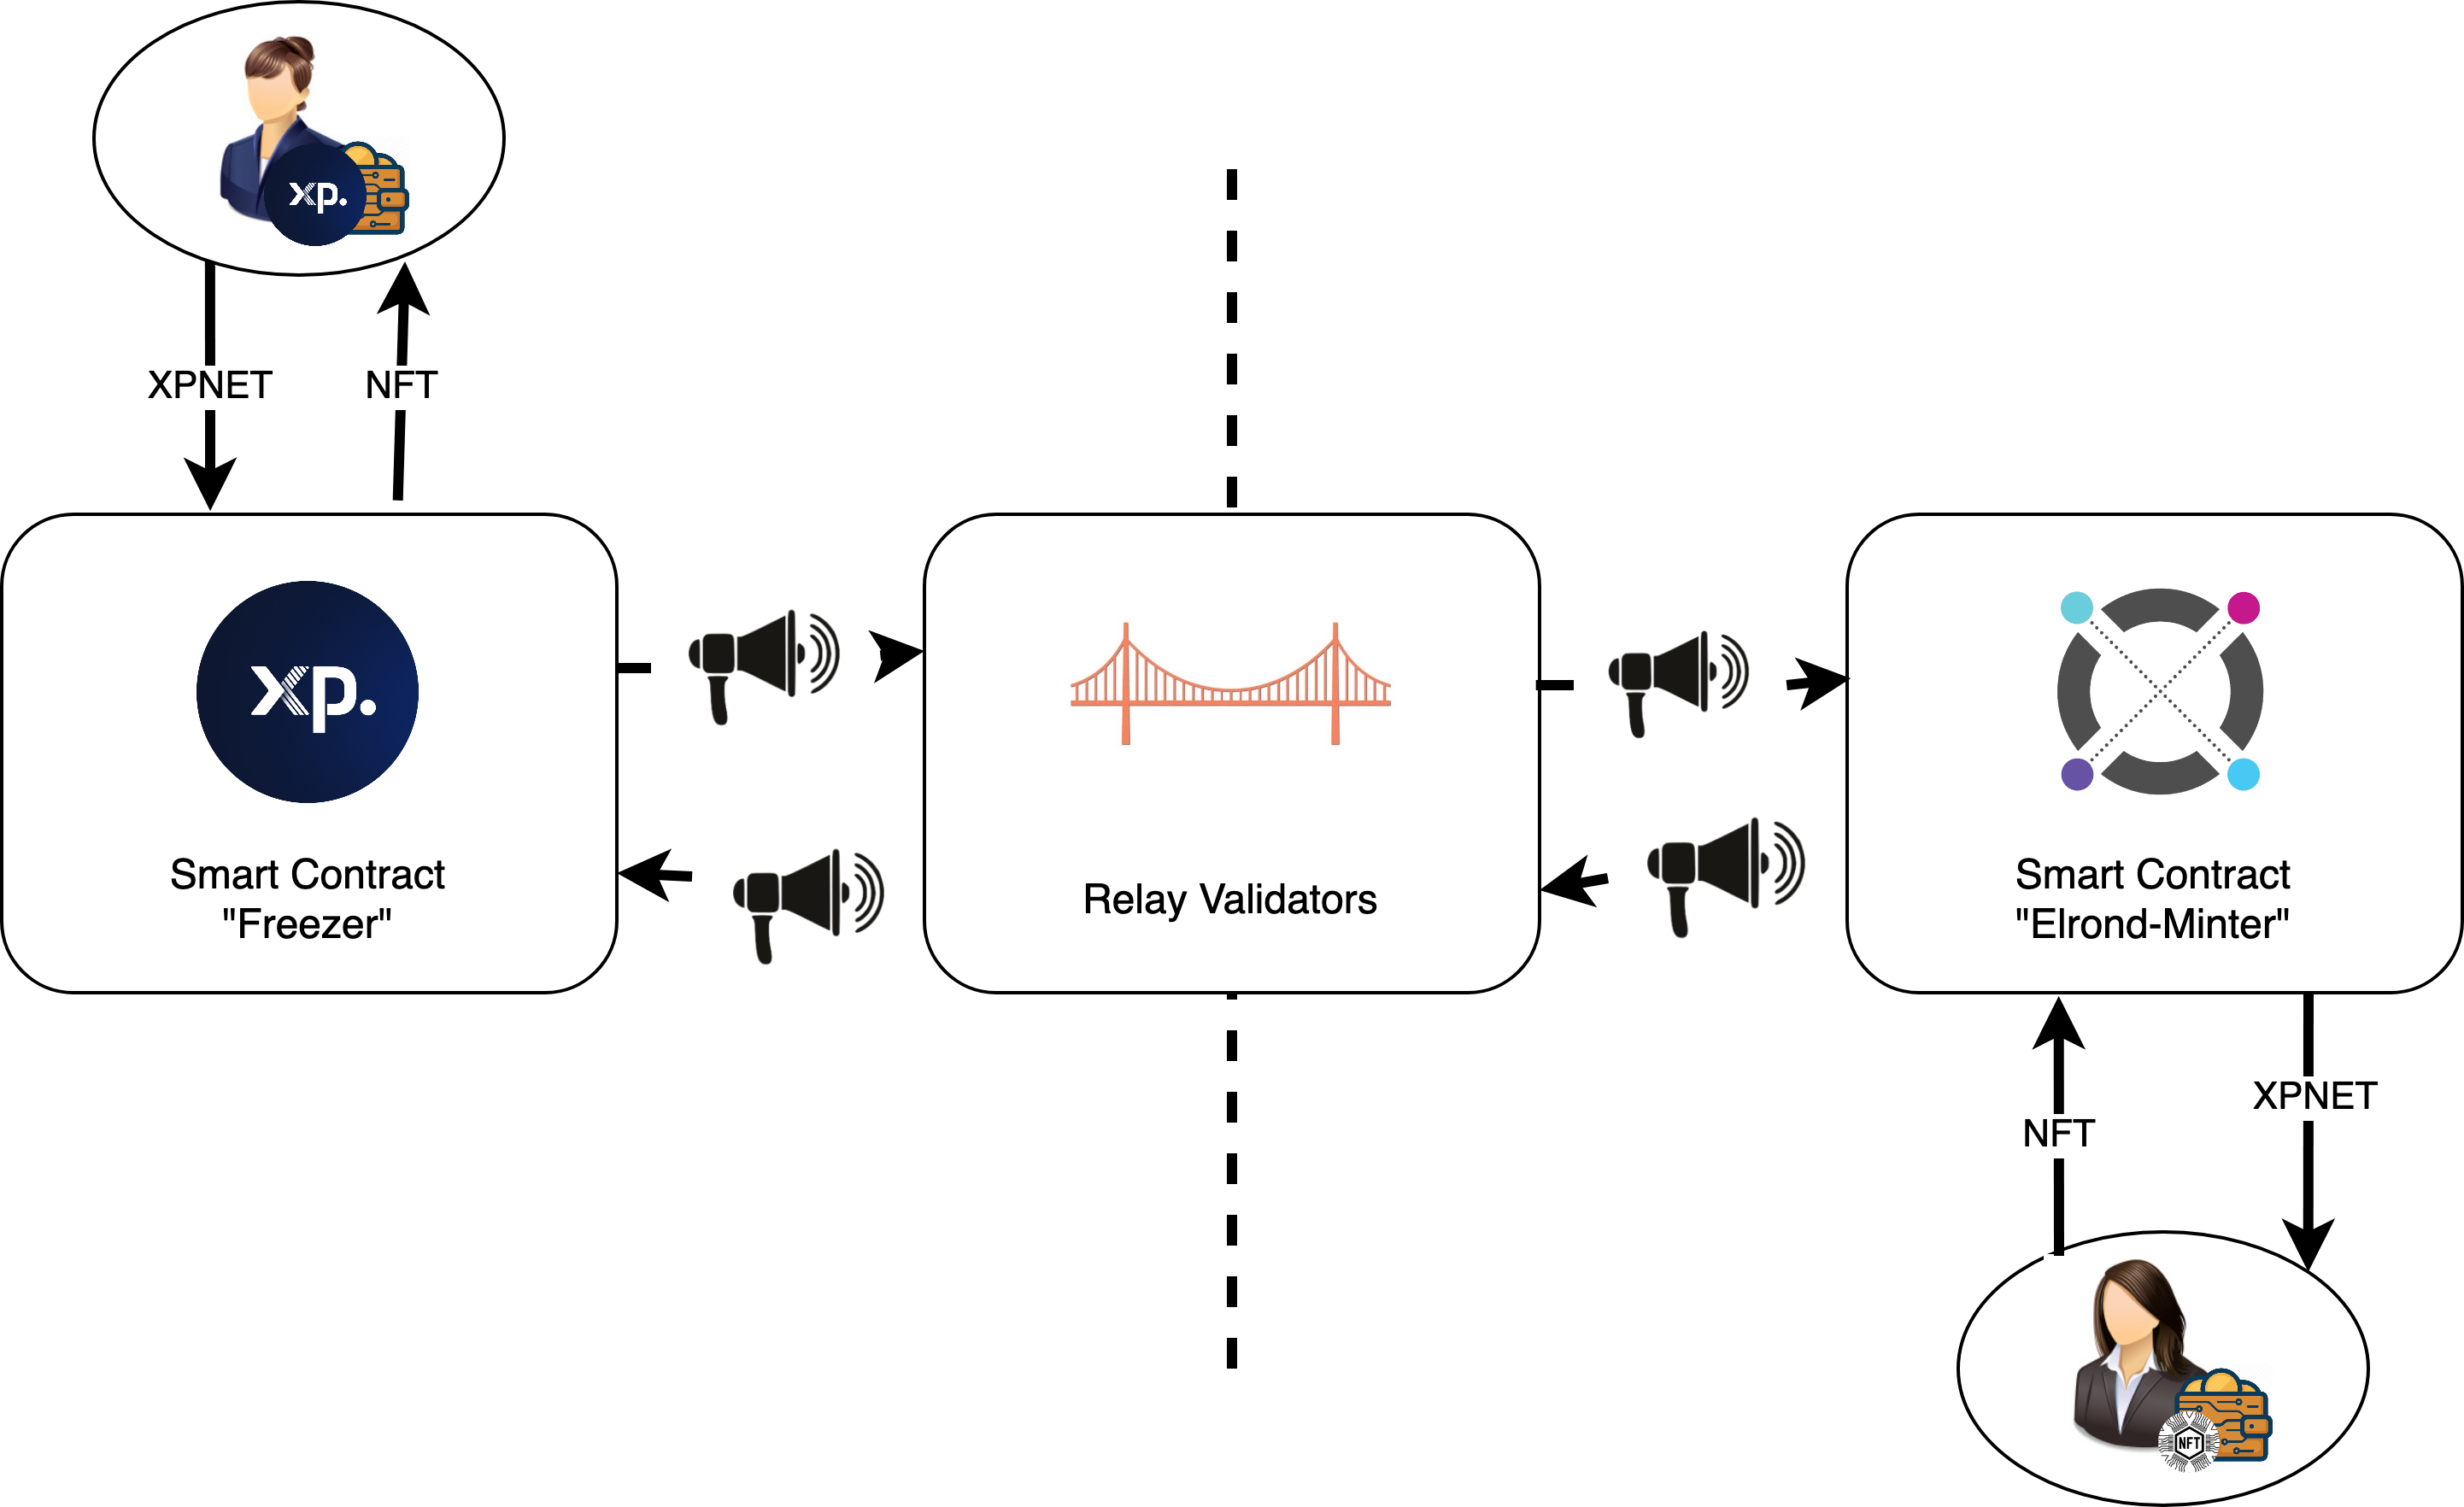 xp.
XPNET
NFT
xp.
Smart Contract
"Freezer"
Relay Validators
Smart Contract
"Elrond-Minter"
XPNET
NFT
NFT